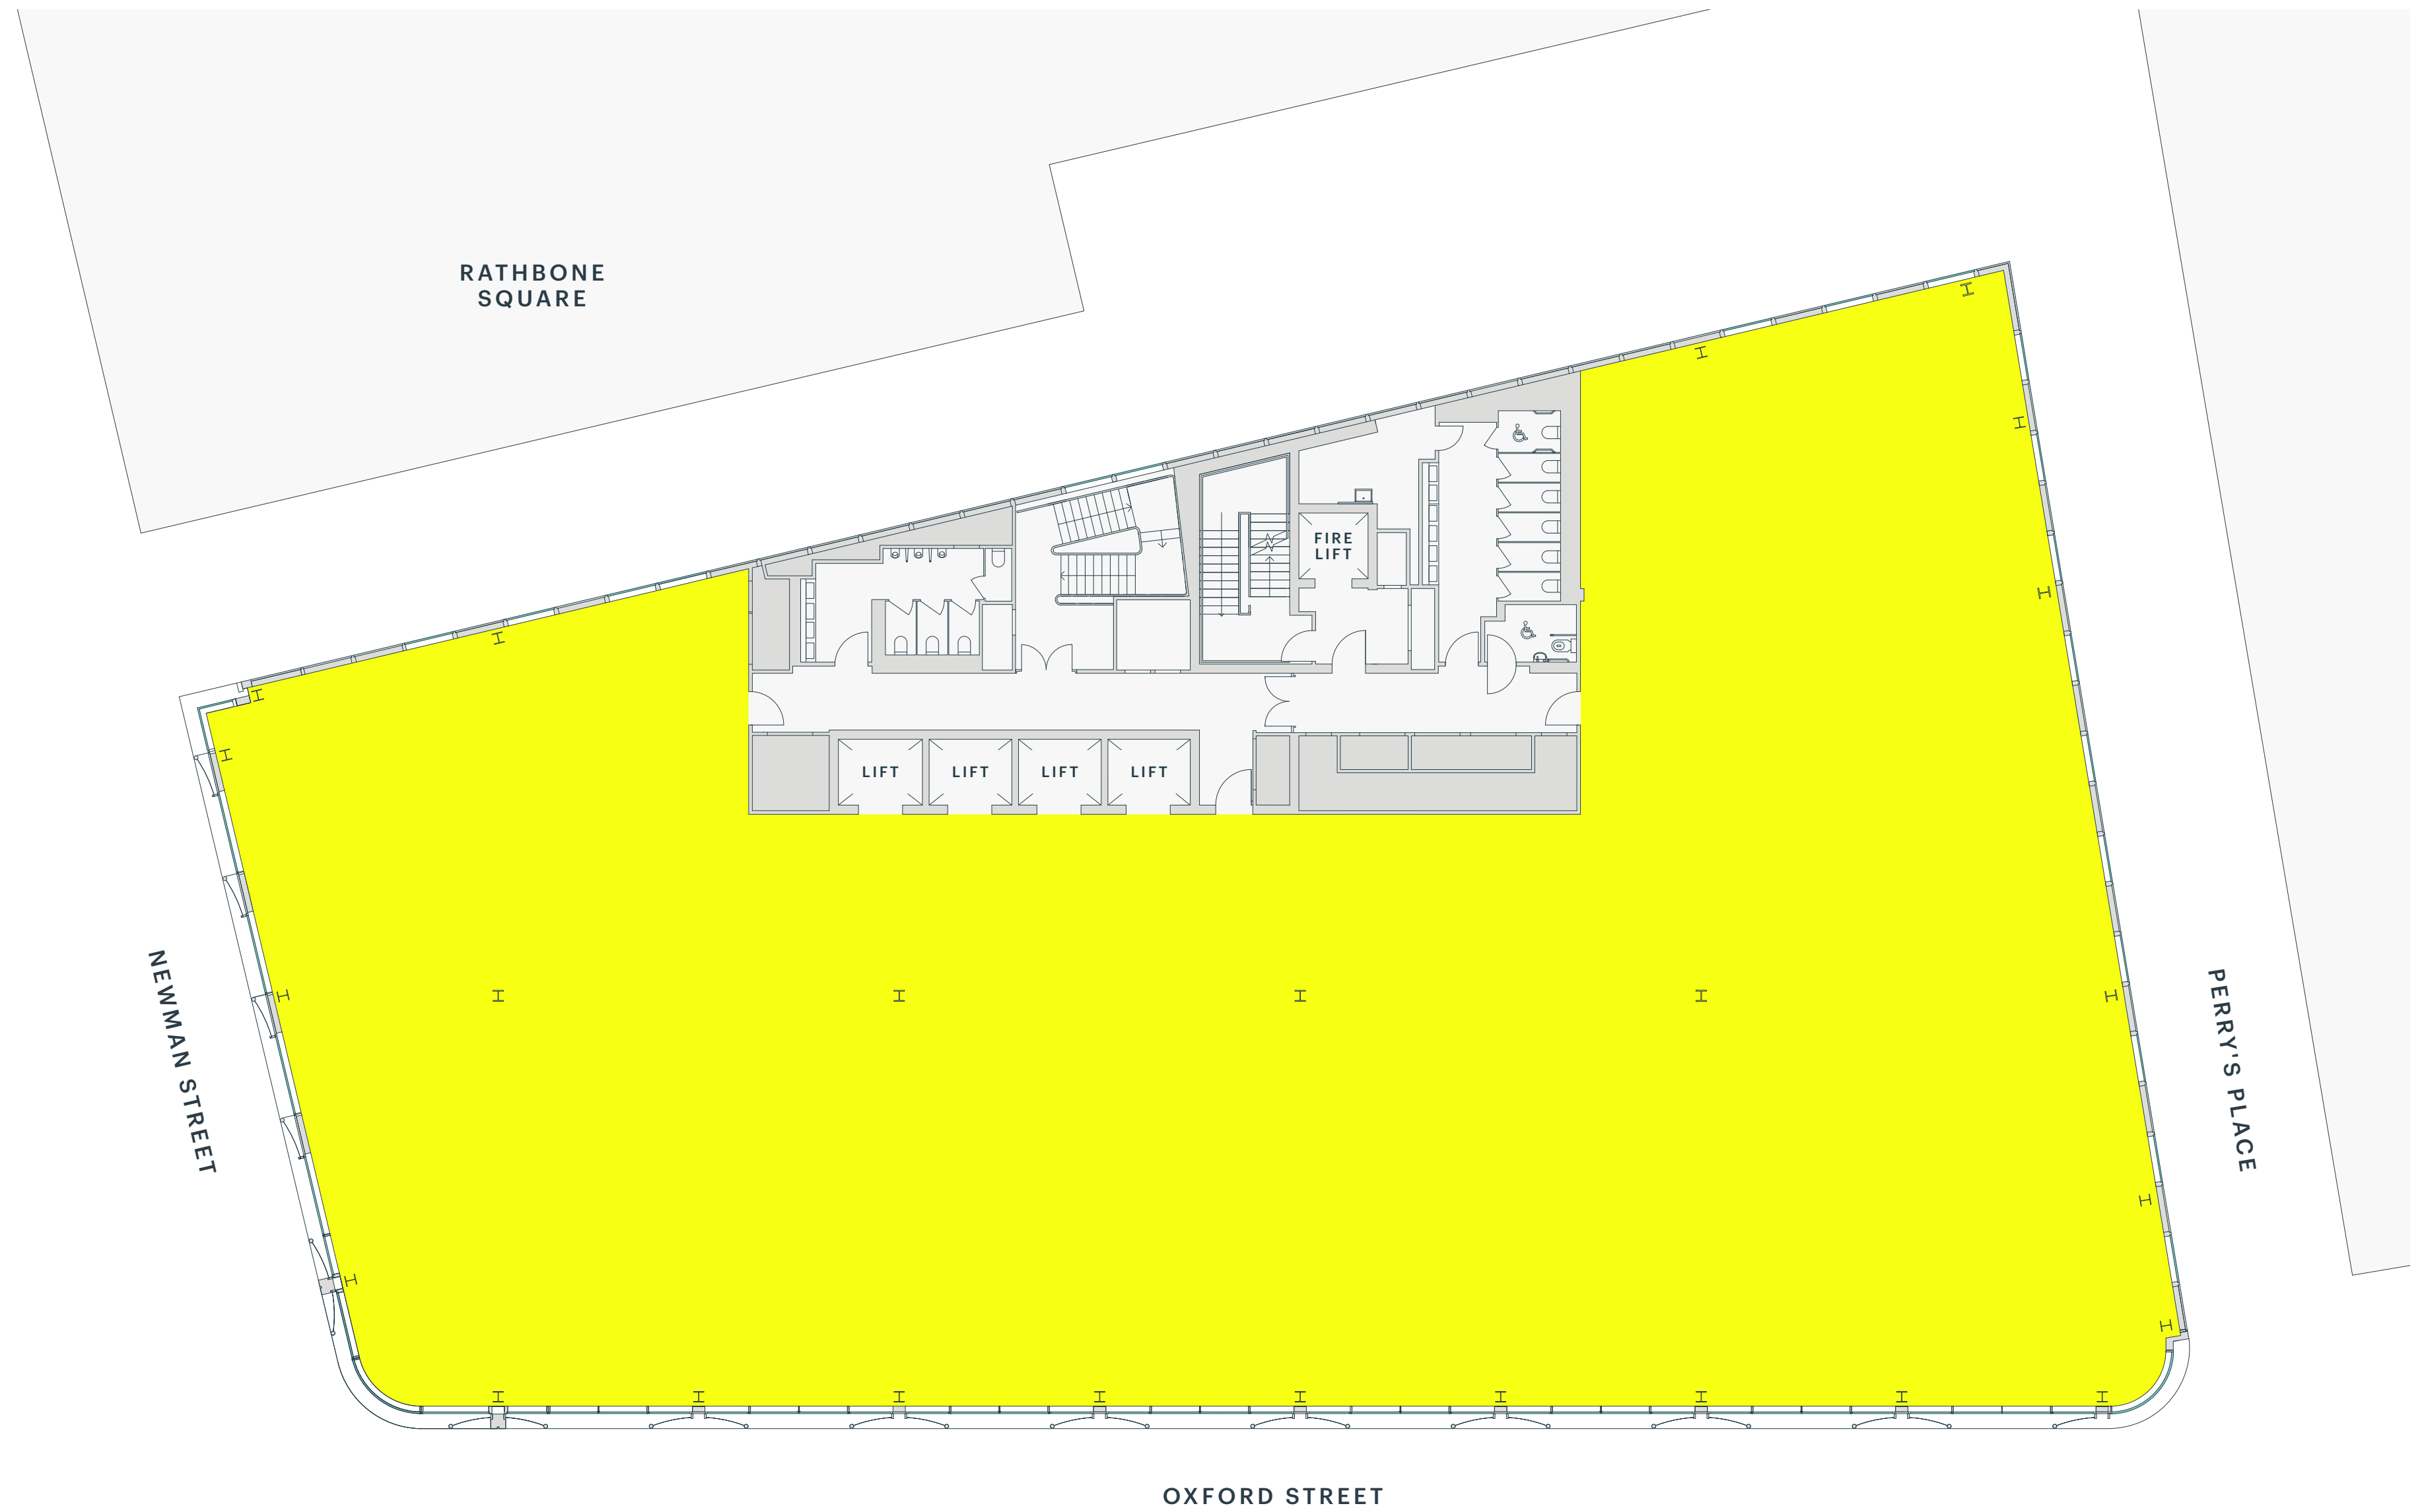 RATHBONE
SQUARE
FIRE
LIFT
LIFT
LIFT
LIFT
LIFT
NEWMAN STREET
PERRY'S PLACE
OXFORD STREET